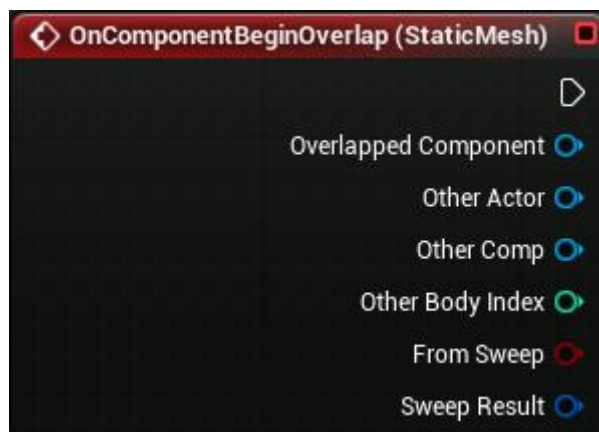 OnComponentBeginOverlap (StaticMesh)
Overlapped Component
Other Actor
Other Comp
Other Body Index
From Sweep
Sweep Result